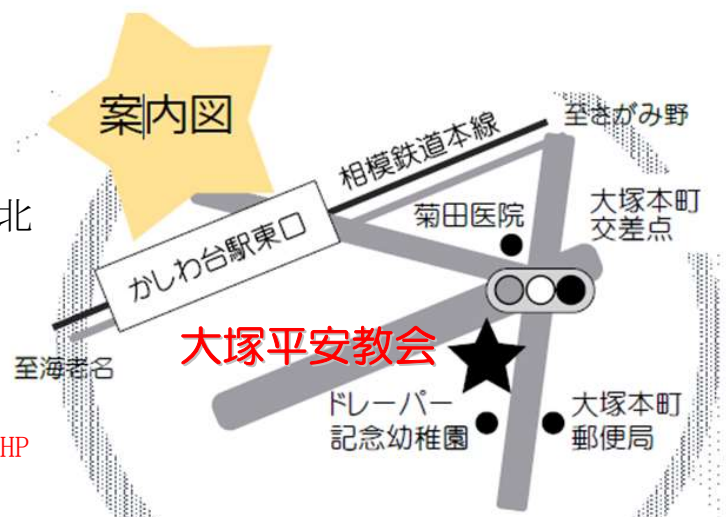 案内図
至さがみ野
相模鉄道本線
大塚本町
交差点
菊田医院
北
かしわ台駅東口
大塚平安教会
至海老名
ドレーパー
記念幼稚園
大塚本町
郵便局
HP